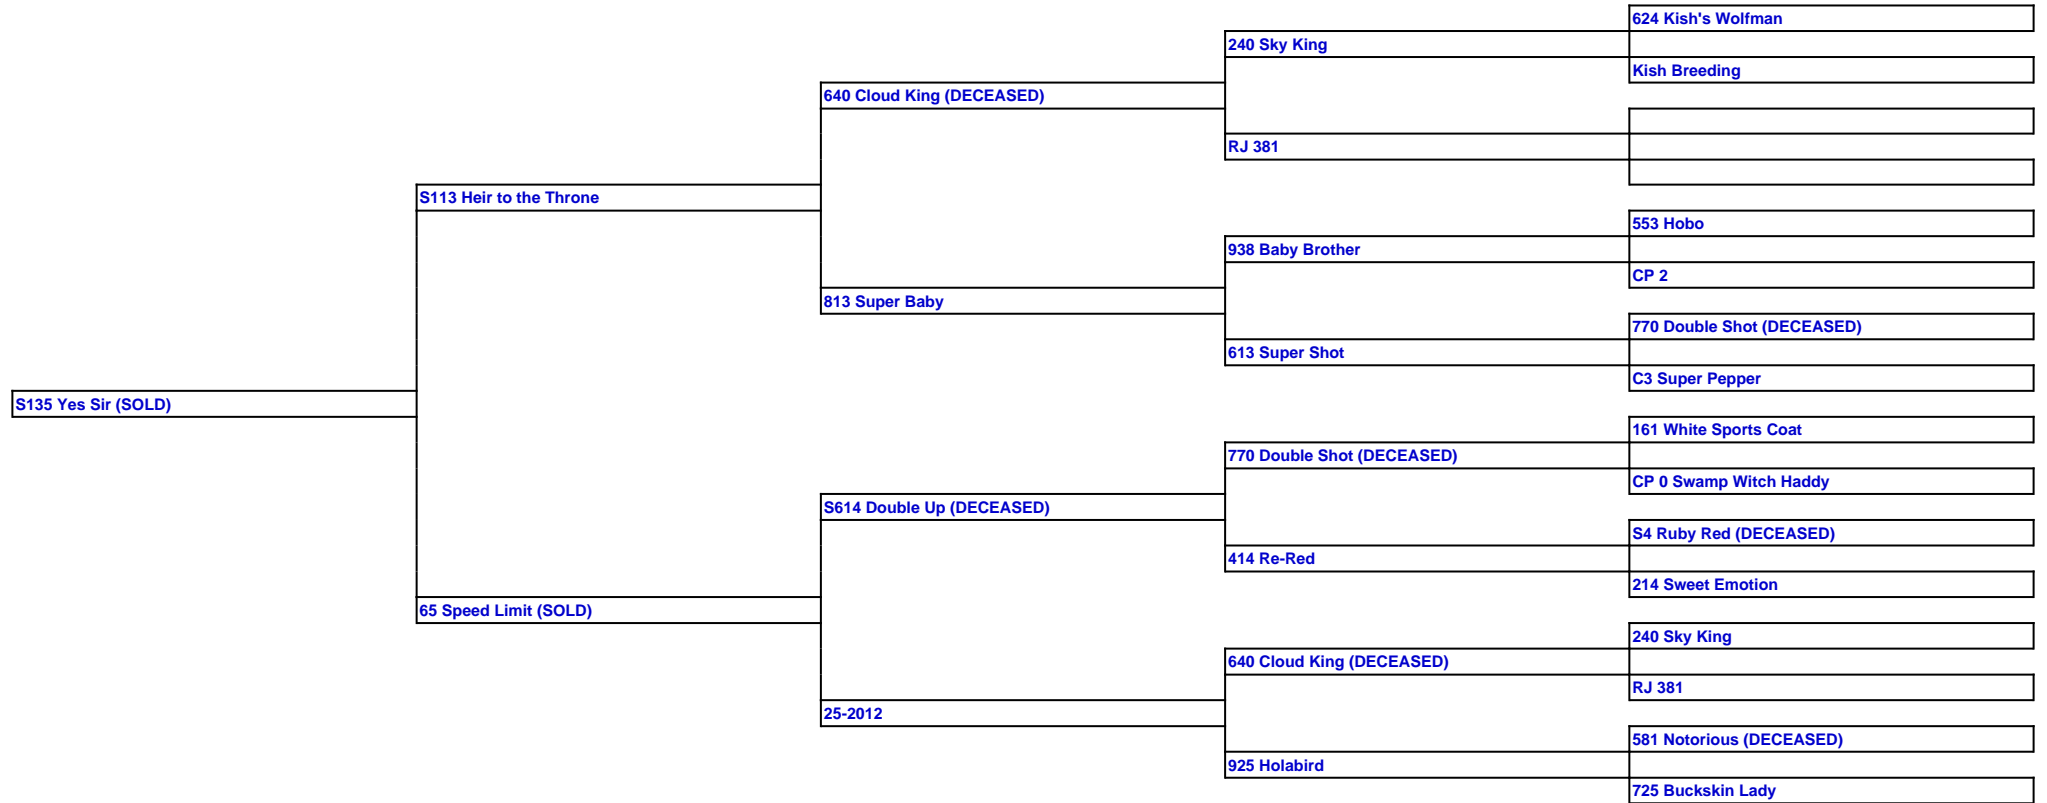 624 Kish's Wolfman
240 Sky King
Kish Breeding
640 Cloud King (DECEASED)
RJ 381
S113 Heir to the Throne
553 Hobo
938 Baby Brother
CP 2
813 Super Baby
770 Double Shot (DECEASED)
613 Super Shot
C3 Super Pepper
S135 Yes Sir (SOLD)
161 White Sports Coat
770 Double Shot (DECEASED)
CP 0 Swamp Witch Haddy
S614 Double Up (DECEASED)
S4 Ruby Red (DECEASED)
414 Re-Red
214 Sweet Emotion
65 Speed Limit (SOLD)
240 Sky King
640 Cloud King (DECEASED)
RJ 381
25-2012
581 Notorious (DECEASED)
925 Holabird
725 Buckskin Lady